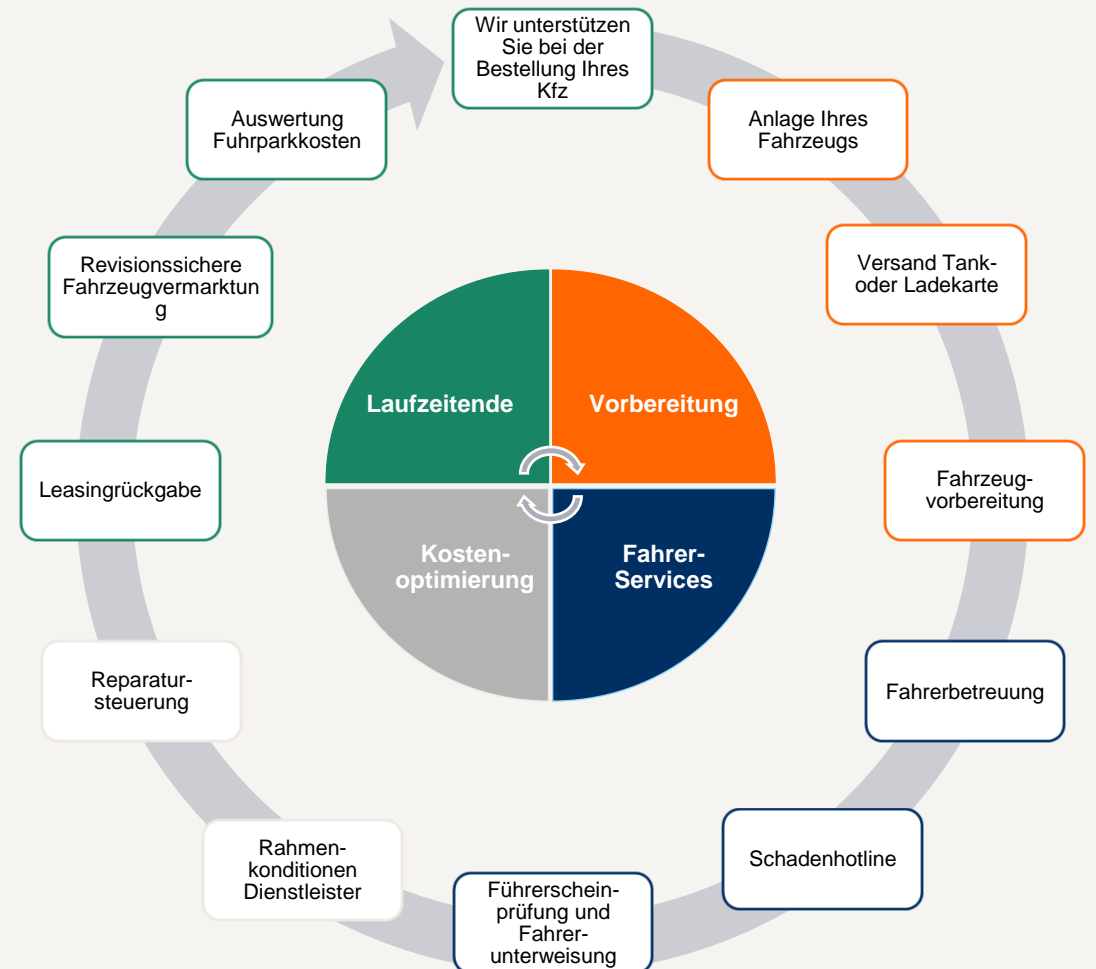 Wir unterstützen
Sie bei der
Bestellung Ihres
Kfz
Anlage Ihres
Fahrzeugs
Versand Tank-
oder Ladekarte
Fahrzeug-
vorbereitung
Fahrerbetreuung
Schadenhotline
Führerschein-
prüfung und
Fahrer-
unterweisung
Rahmen-
konditionen
Dienstleister
Reparatur-
steuerung
Leasingrückgabe
Revisionssichere
Fahrzeugvermarktun
g
Auswertung
Fuhrparkkosten
Laufzeitende
Vorbereitung
Kosten-
optimierung
Fahrer-
Services